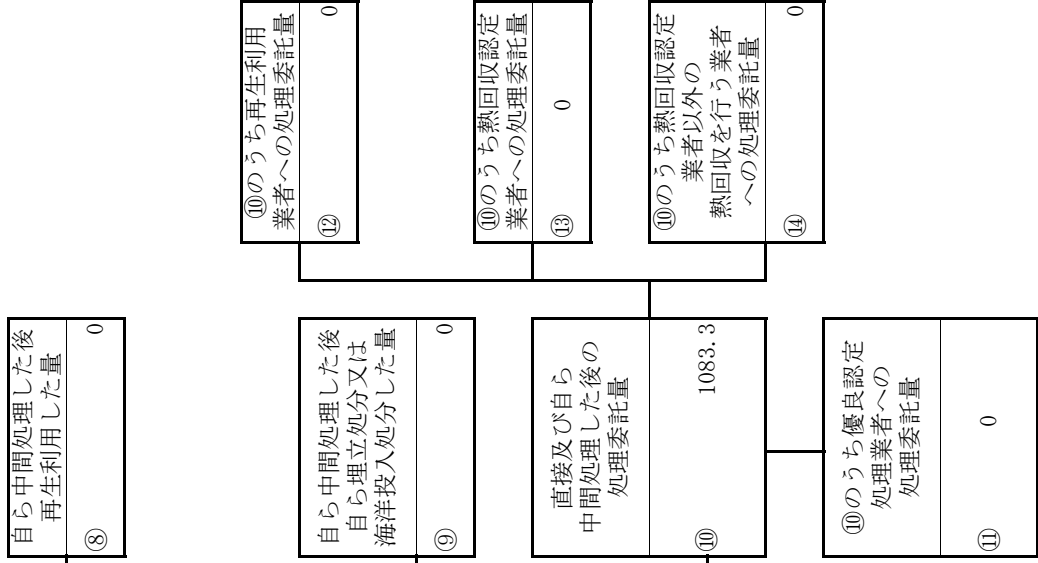 自ら中間処理した後
再生利用した量
⑧ 0
自ら中間処理した後
自ら埋立処分又は
海洋投入処分した量
⑨ 0
直接及び自ら
中間処理した後の
処理委託量
⑩ 1083.3
⑩のうち優良認定
処理業者への
処理委託量
⑪ 0
⑩のうち再生利用
業者への処理委託量
⑫ 0
⑩のうち熱回収認定
業者への処理委託量
⑬ 0
⑩のうち熱回収認定
業者以外の
熱回収を行う業者
への処理委託量
⑭ 0